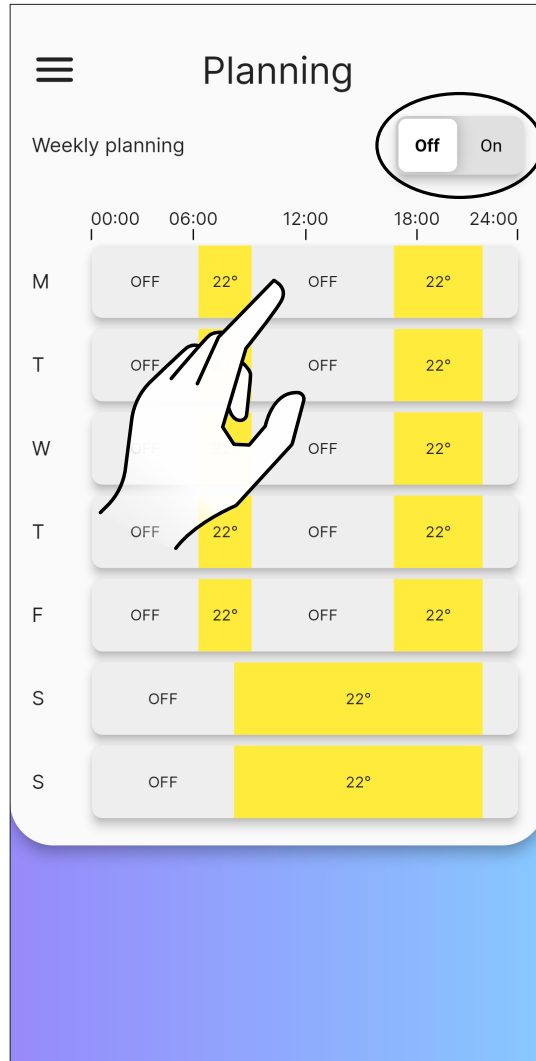 Planning
Weekly planning
Off On
00:00 06:00 12:00 18:00 24:00
M OFF 22° OFF 22°
T OFF OFF 22°
W OFF OFF 22°
T OFF 22° OFF 22°
F OFF 22° OFF 22°
S OFF 22°
S OFF 22°